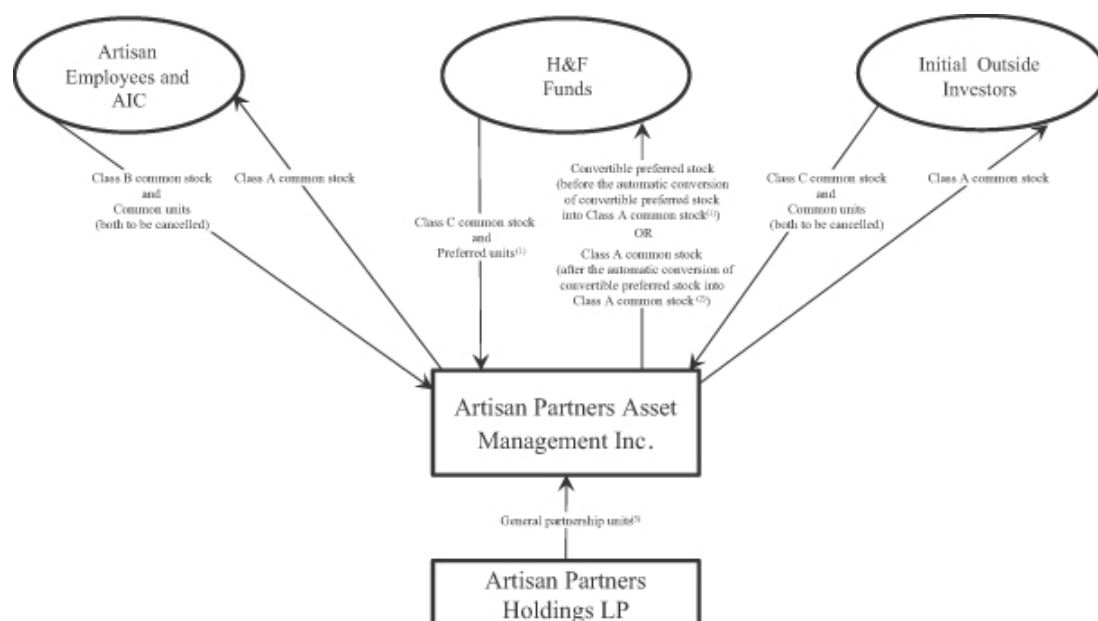 Artisan
Employees and
AIC
H&F
Funds
Initial Outside
Investors
Class B common stock
and
Common units
(both to be cancelled)
Class A common stock
Class C common stock
and
Preferred units(1)
Convertible preferred stock
(before the automatic conversion
of convertible preferred stock
into Class A common stock(1))
OR
Class A common stock
(after the automatic conversion of
convertible preferred stock into
Class A common stock(2))
Class C common stock
and
Common units
(both to be cancelled)
Class A common stock
Artisan Partners Asset
Management Inc.
General partnership units(3)
Artisan Partners
Holdings LP